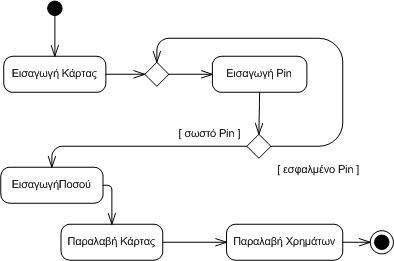 Εισαγωγή Κάρτας
Εισαγωγή Pin
[ σωστό Pin ]
[ εσφαλμένο Pin ]
ΕισαγωγήΠοσού
Παραλαβή Κάρτας
Παραλαβή Χρημάτων